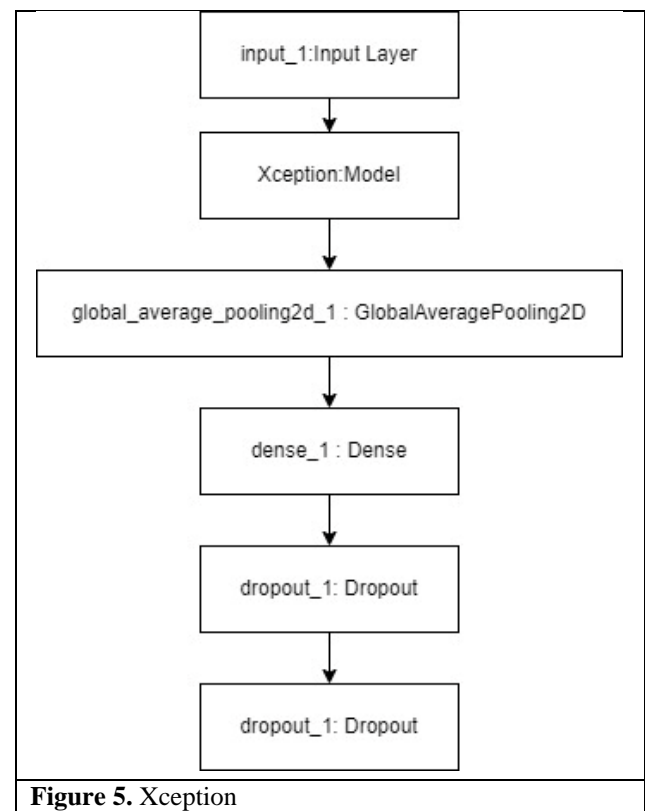 input_1:Input Layer
Xception:Model
global_average_pooling2d_1 : GlobalAveragePooling2D
dense_1 : Dense
dropout_1: Dropout
dropout_1: Dropout
Figure 5. Xception